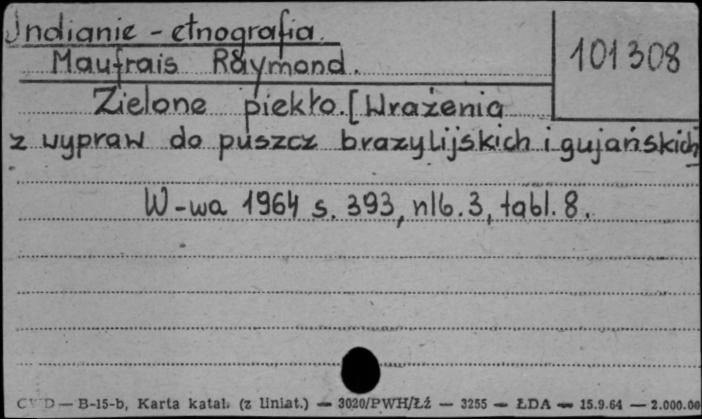 Indianie - etnografia.
Maufrais Raymond.
101308
Zielone piekło. [Wrażenia
z wypraw do puszcz brazylijskich i gujańskich
W-wa 1964 s. 393, nlb. 3, tabl. 8.
CWD — B-15-b, Karta katal. (z liniat.) — 3020/PWH/Łź — 3255 — ŁDA — 15.9.64 — 2.000.00